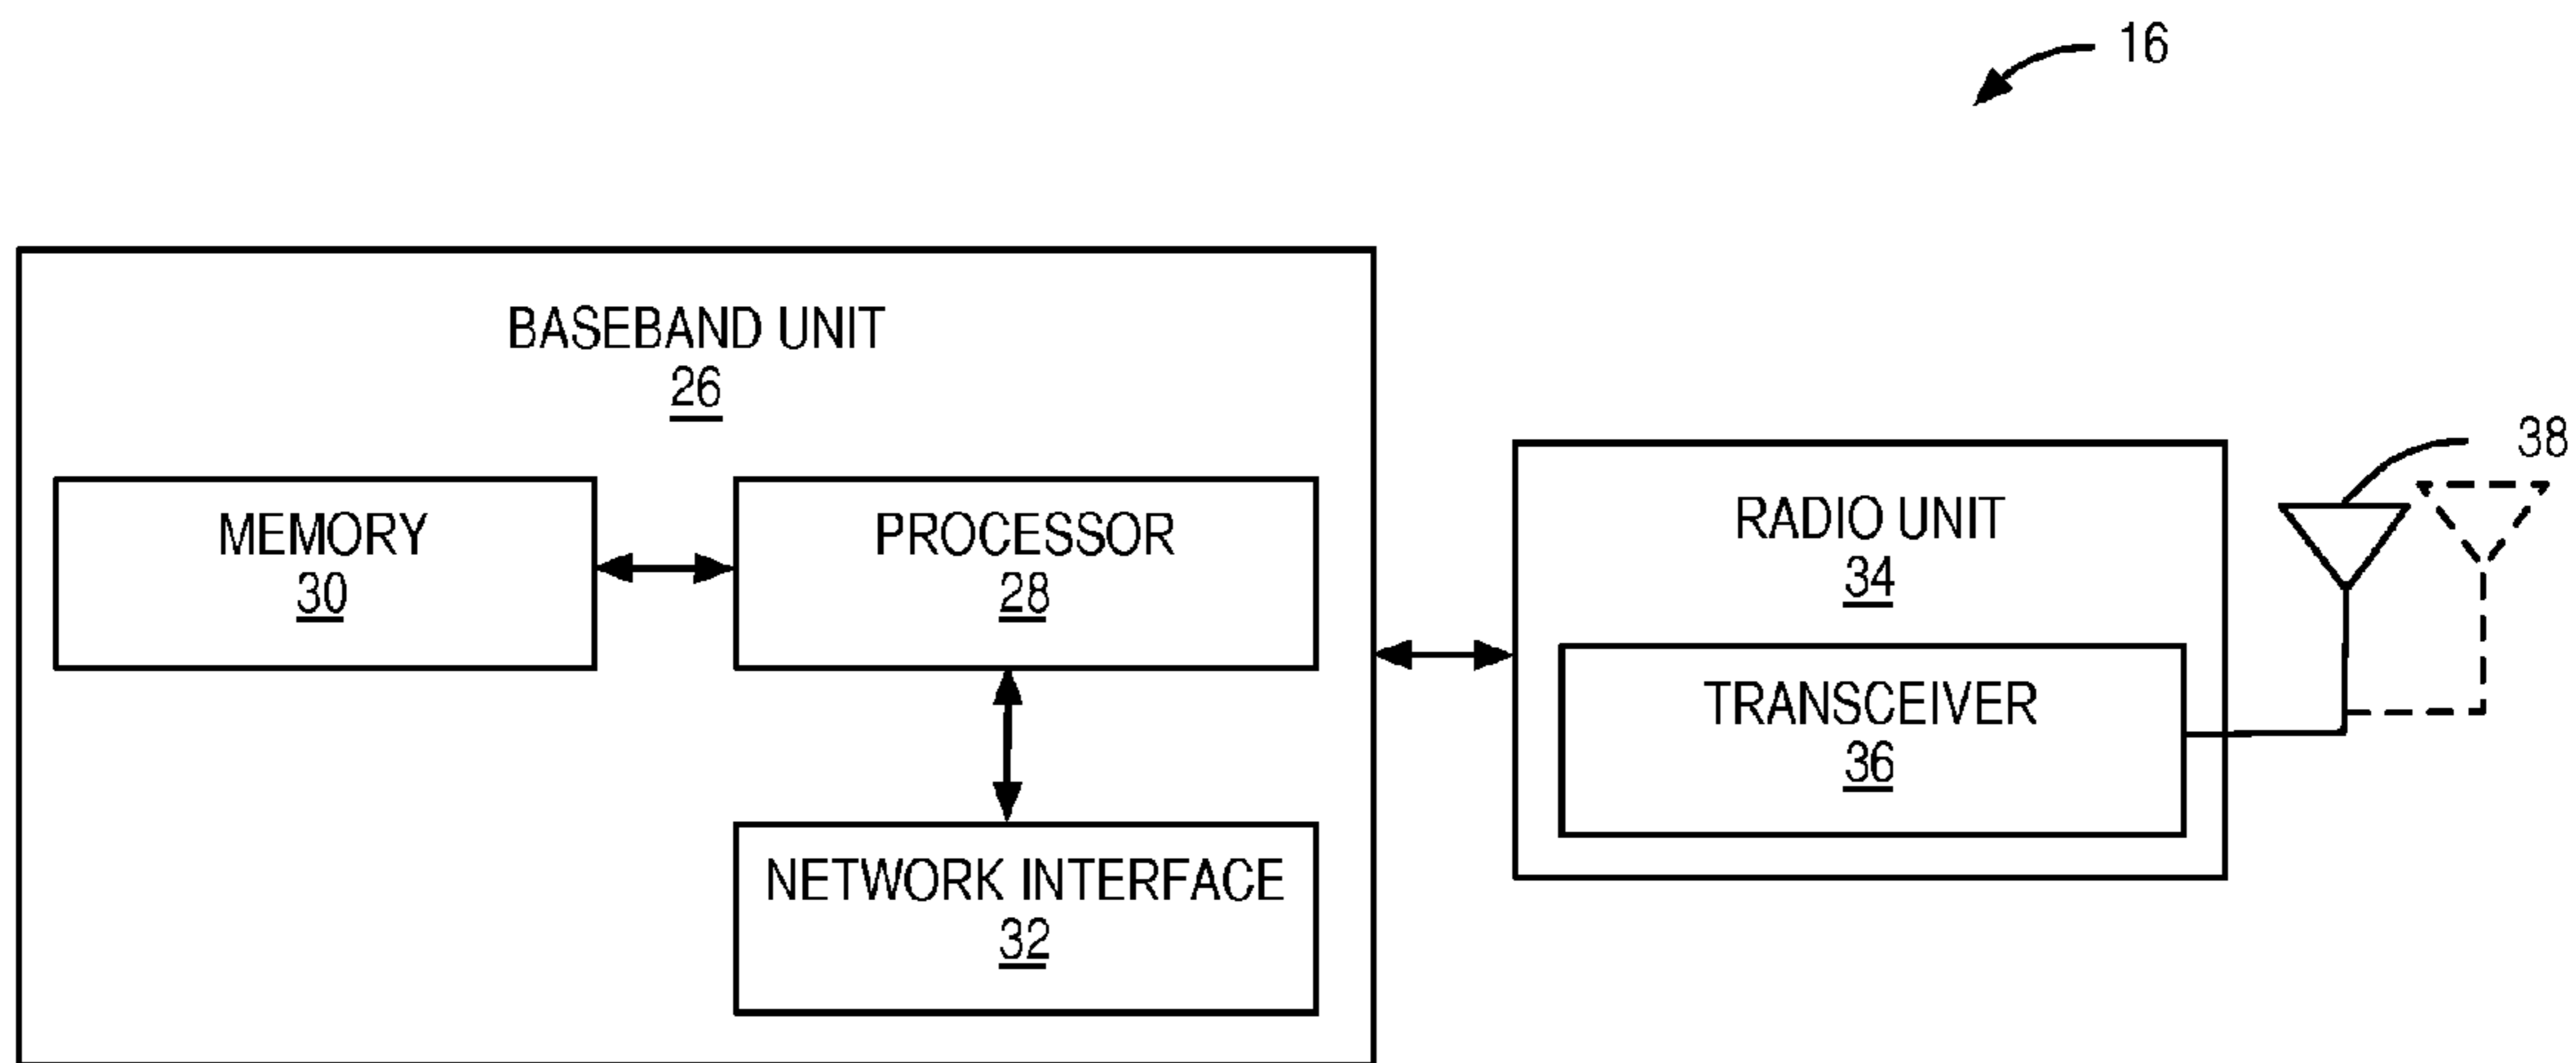 16
BASEBAND UNIT
26
MEMORY
30
PROCESSOR
28
NETWORK INTERFACE
32
RADIO UNIT
34
TRANSCEIVER
36
38